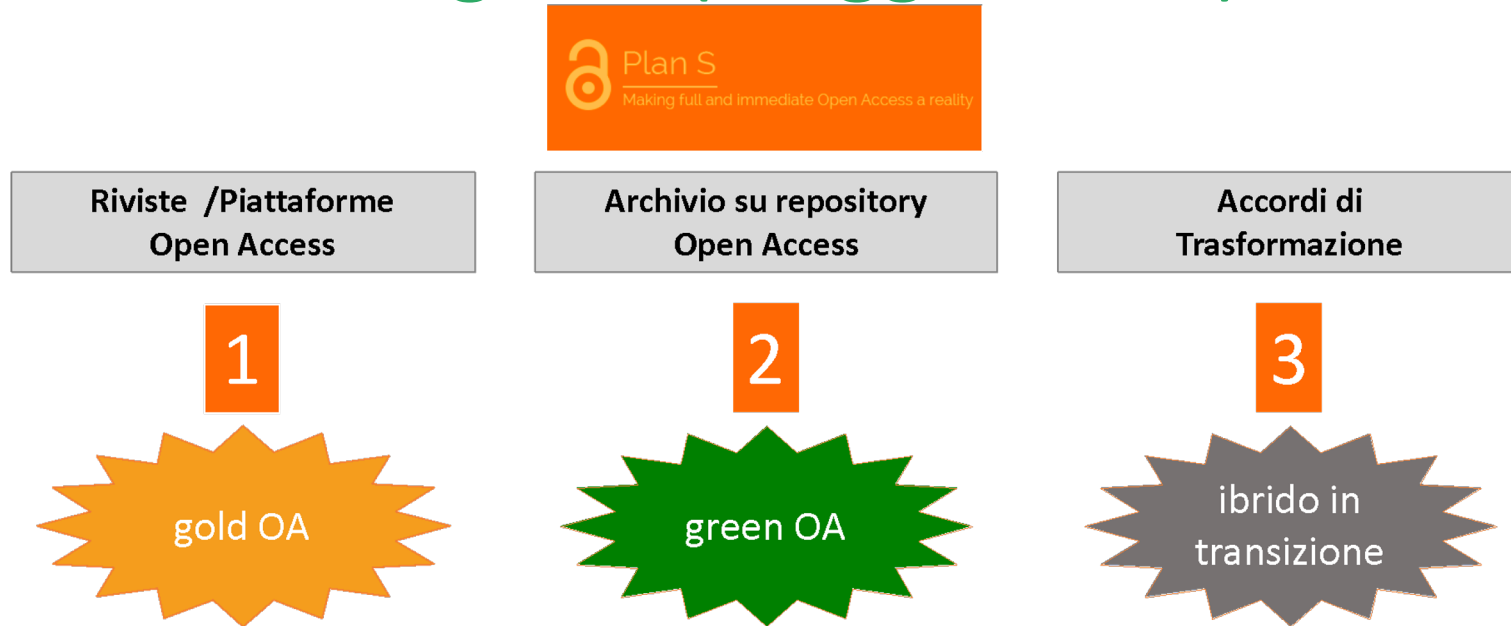 Plan S
Making full and immediate Open Access a reality
Riviste /Piattaforme
Open Access
Archivio su repository
Open Access
Accordi di
Trasformazione
1
2
3
gold OA
green OA
ibrido in
transizione